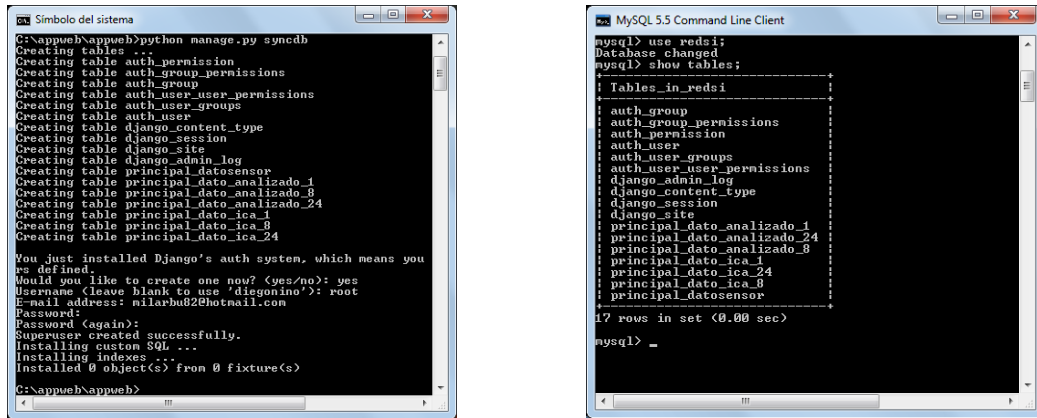 Símbolo del sistema
C:\appweb\appweb>python manage.py syncdb
Creating tables ...
Creating table auth_permission
Creating table auth_group_permissions
Creating table auth_group
Creating table auth_user_user_permissions
Creating table auth_user_groups
Creating table auth_user
Creating table django_content_type
Creating table django_session
Creating table django_site
Creating table django_admin_log
Creating table principal_datosensor
Creating table principal_dato_analizado_1
Creating table principal_dato_analizado_8
Creating table principal_dato_analizado_24
Creating table principal_dato_ica_1
Creating table principal_dato_ica_8
Creating table principal_dato_ica_24
You just installed Django's auth system, which means you
rs defined.
Would you like to create one now? (yes/no): yes
Username (leave blank to use 'diegonino'): root
E-mail address: milarbu82@hotmail.com
Password:
Password (again):
Superuser created successfully.
Installing custom SQL ...
Installing indexes ...
Installed 0 object(s) from 0 fixture(s)
C:\appweb\appweb>
MySQL 5.5 Command Line Client
mysql> use redsi;
Database changed
mysql> show tables;
Tables_in_redsi
auth_group
auth_group_permissions
auth_permission
auth_user
auth_user_groups
auth_user_user_permissions
django_admin_log
django_content_type
django_session
django_site
principal_dato_analizado_1
principal_dato_analizado_24
principal_dato_analizado_8
principal_dato_ica_1
principal_dato_ica_24
principal_dato_ica_8
principal_datosensor
17 rows in set (0.00 sec)
mysql> _